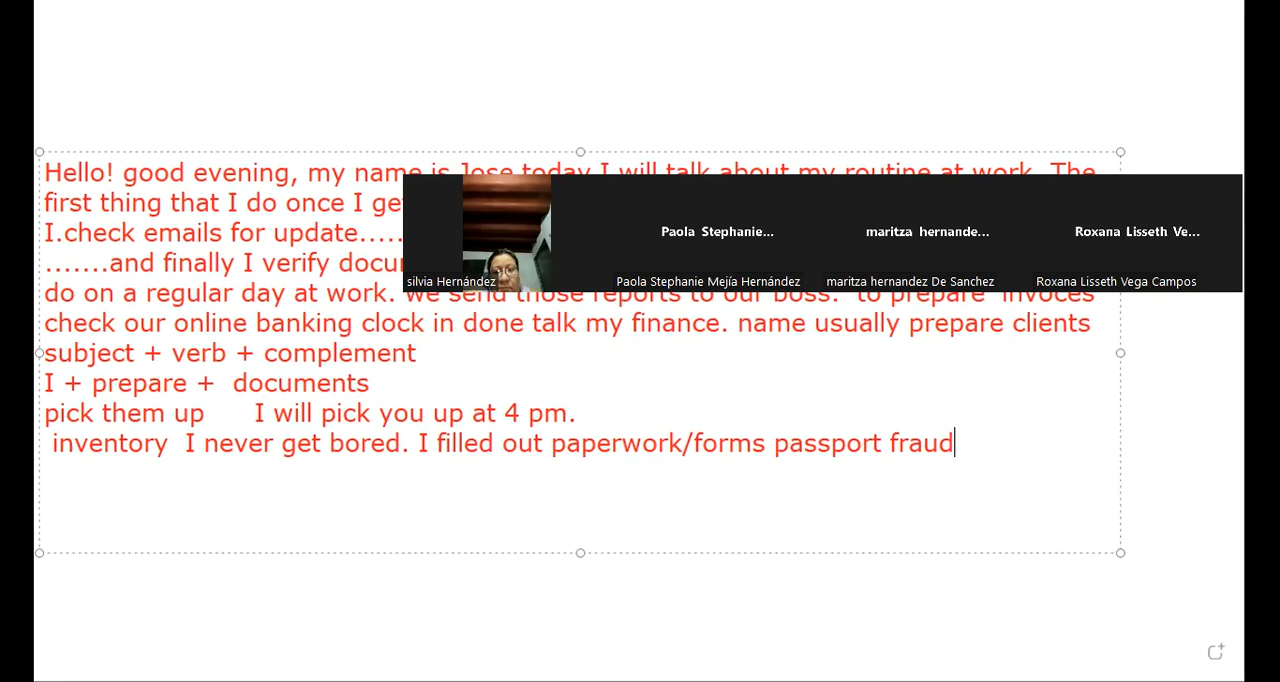 Hello! good evening, my name is Jose today I will talk about my routine at work. The
first thing that I do once I
I.check emails for update.....
Paola Stephanie...
maritza hernande...
Roxana Lisseth Ve...
.......and finally I verify
silvia Hernández
Paola Stephanie Mejía Hernández
maritza hernandez De Sanchez
Roxana Lisseth Vega Campos
do on a regular day at work. we send those reports to our boss. to prepare invoces
check our online banking clock in done talk my finance. name usually prepare clients
subject + verb + complement
I + prepare + documents
pick them up I will pick you up at 4 pm.
inventory I never get bored. I filled out paperwork/forms passport fraud